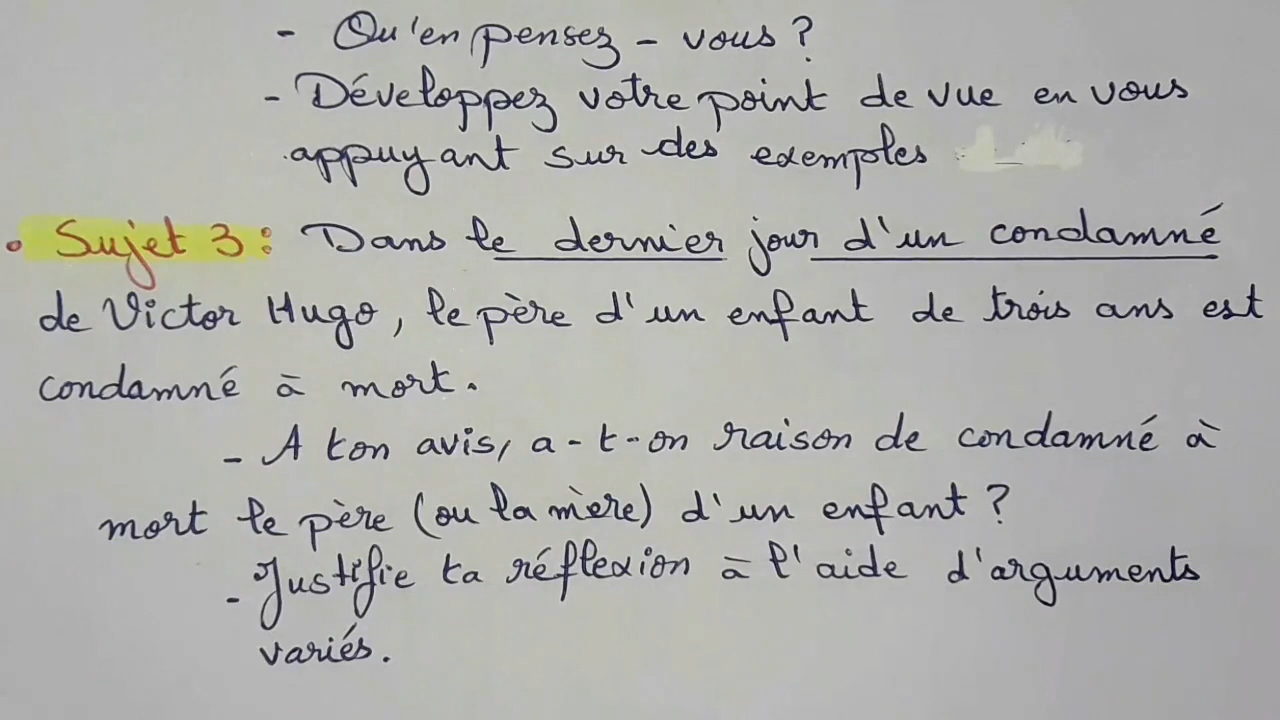 - Qu'en pensez - vous ?
- Développez votre point de vue en vous
appuyant sur des exemples
• Sujet 3 : Dans le dernier jour d'un condamné
de Victor Hugo, le père d'un enfant de trois ans est
condamné à mort.
- A ton avis, a-t-on raison de condamné à
mort le père (ou la mère) d'un enfant ?
- Justifie ta réflexion à l'aide d'arguments
variés.